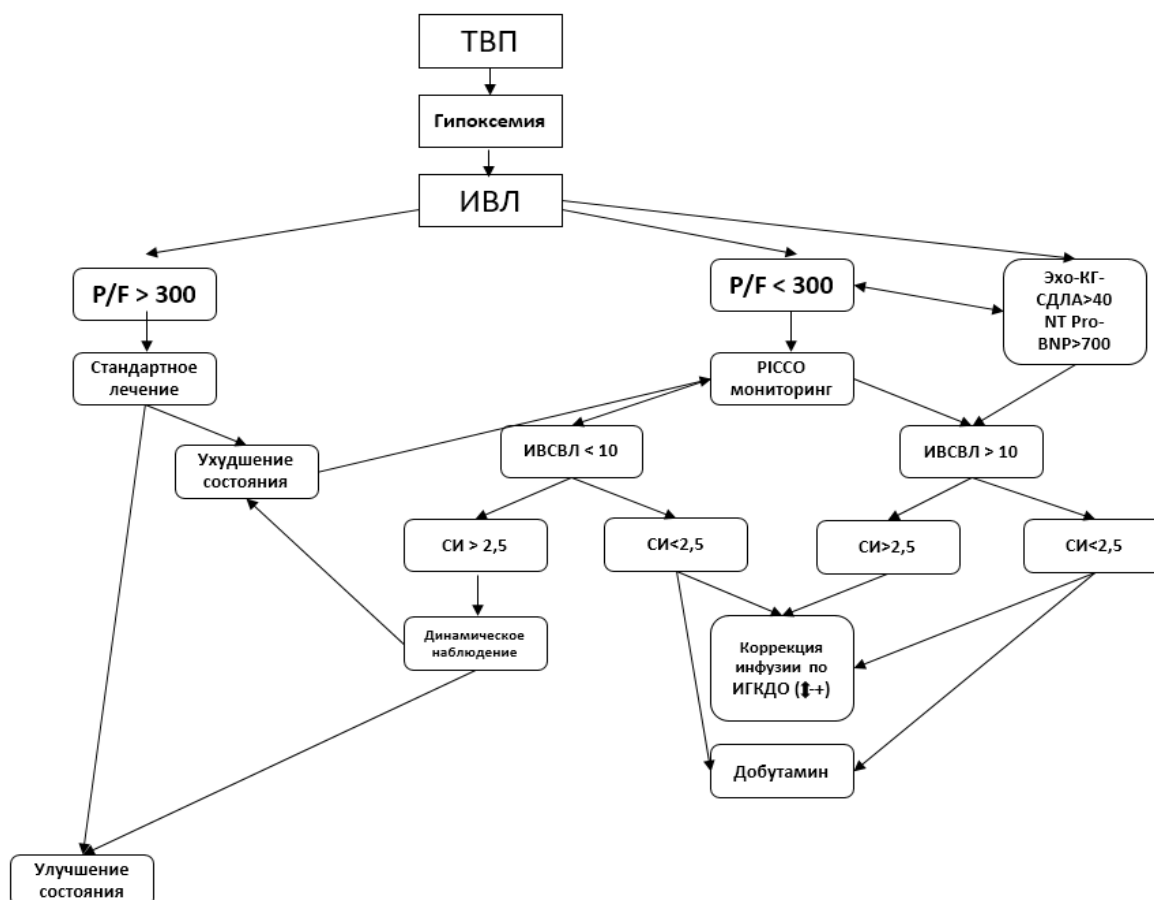 ТВП
Гипоксемия
ИВЛ
P/F > 300
P/F < 300
Эхо-КГ-
СДЛА>40
NT Pro-
BNP>700
Стандартное
лечение
PICCO
мониторинг
Ухудшение
состояния
ИВСВЛ < 10
ИВСВЛ > 10
СИ > 2,5
СИ<2,5
СИ>2,5
СИ<2,5
Динамическое
наблюдение
Коррекция
инфузии по
ИГКДО (⬍-+)
Добутамин
Улучшение
состояния